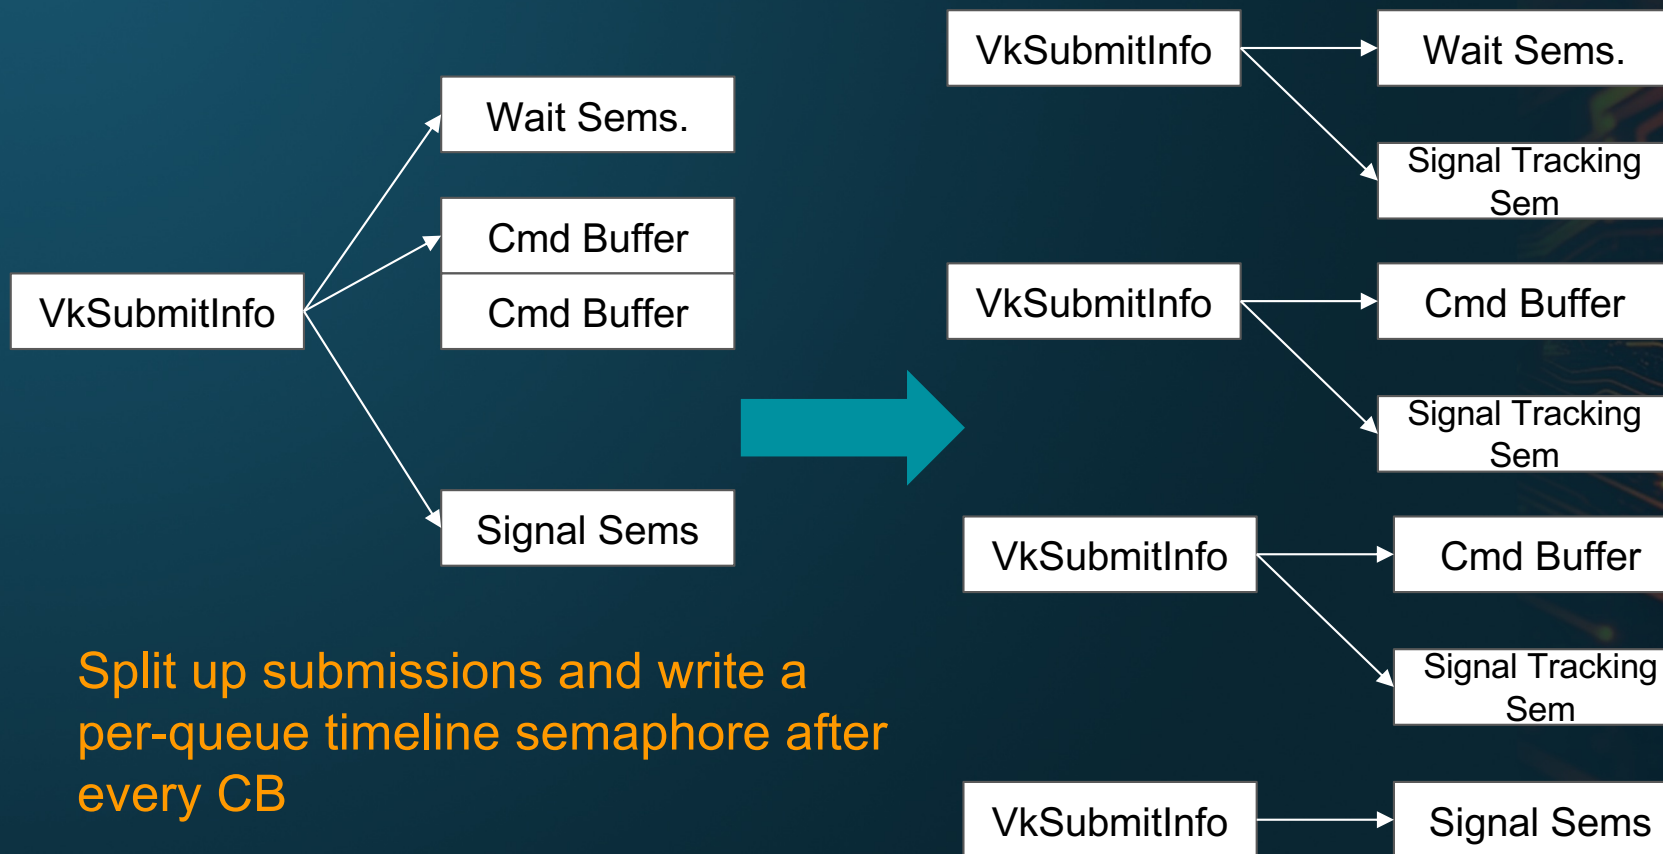 VkSubmitInfo
Wait Sems.
Cmd Buffer
Cmd Buffer
Signal Sems
Split up submissions and write a
per-queue timeline semaphore after
every CB
VkSubmitInfo
Wait Sems.
Signal Tracking
Sem
VkSubmitInfo
Cmd Buffer
Signal Tracking
Sem
VkSubmitInfo
Cmd Buffer
Signal Tracking
Sem
VkSubmitInfo
Signal Sems